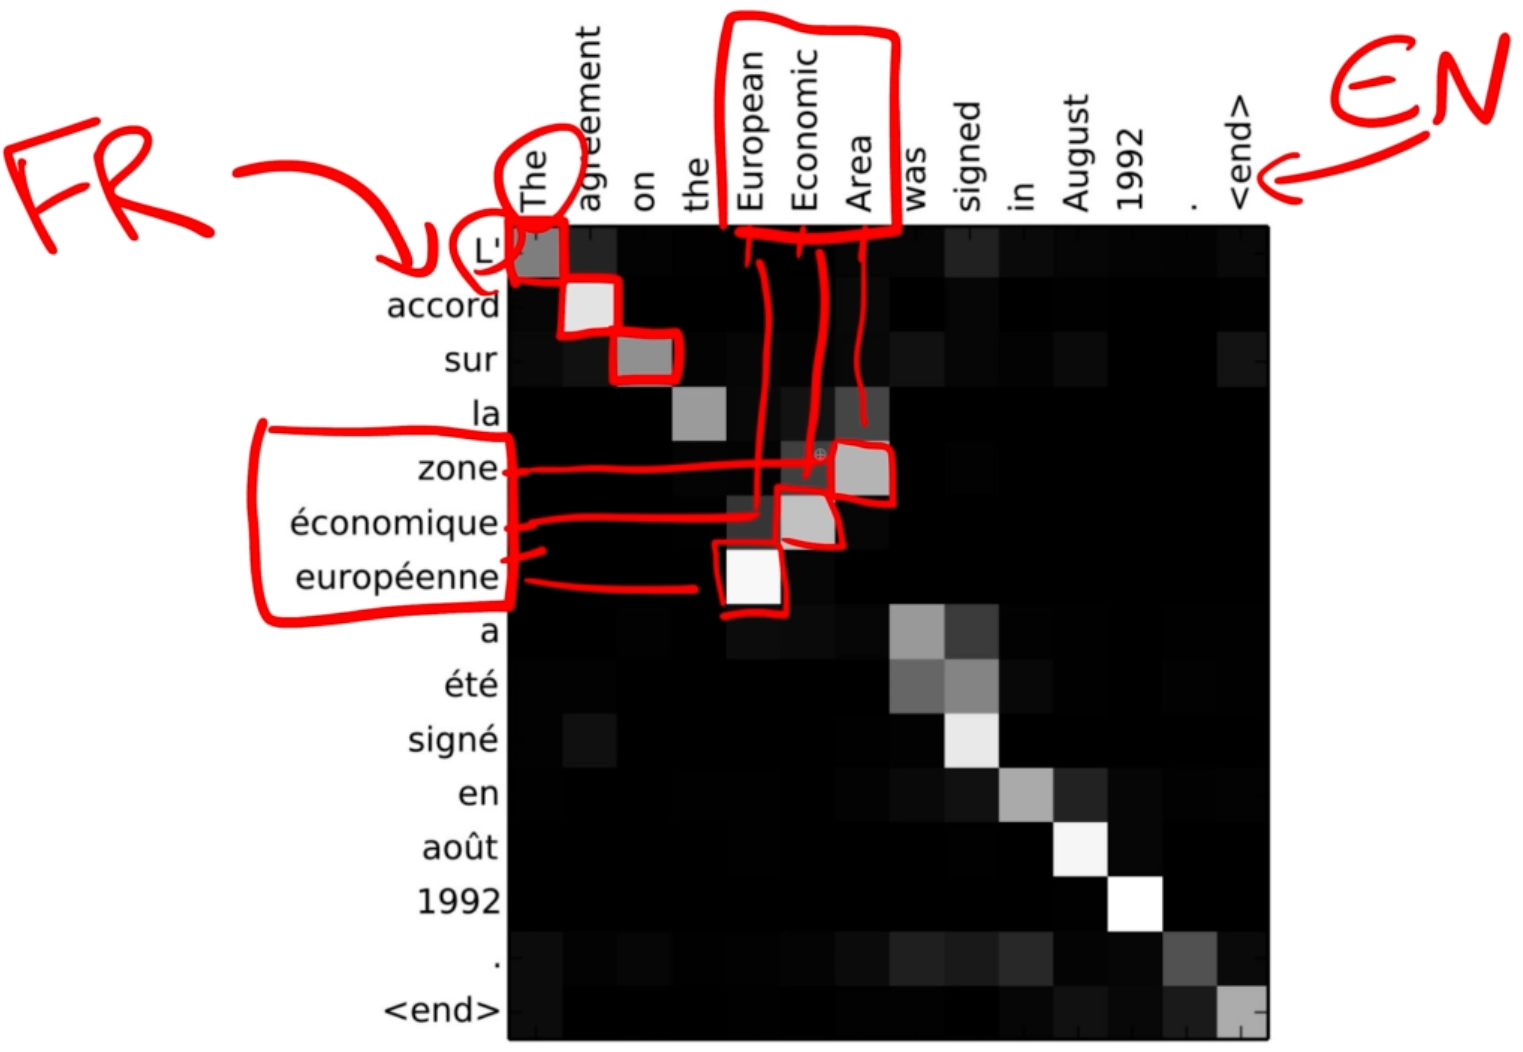 FR
EN
The agreement on the European Economic Area was signed in August 1992 . <end>
L'
accord
sur
la
zone
économique
européenne
a
été
signé
en
août
1992
.
<end>